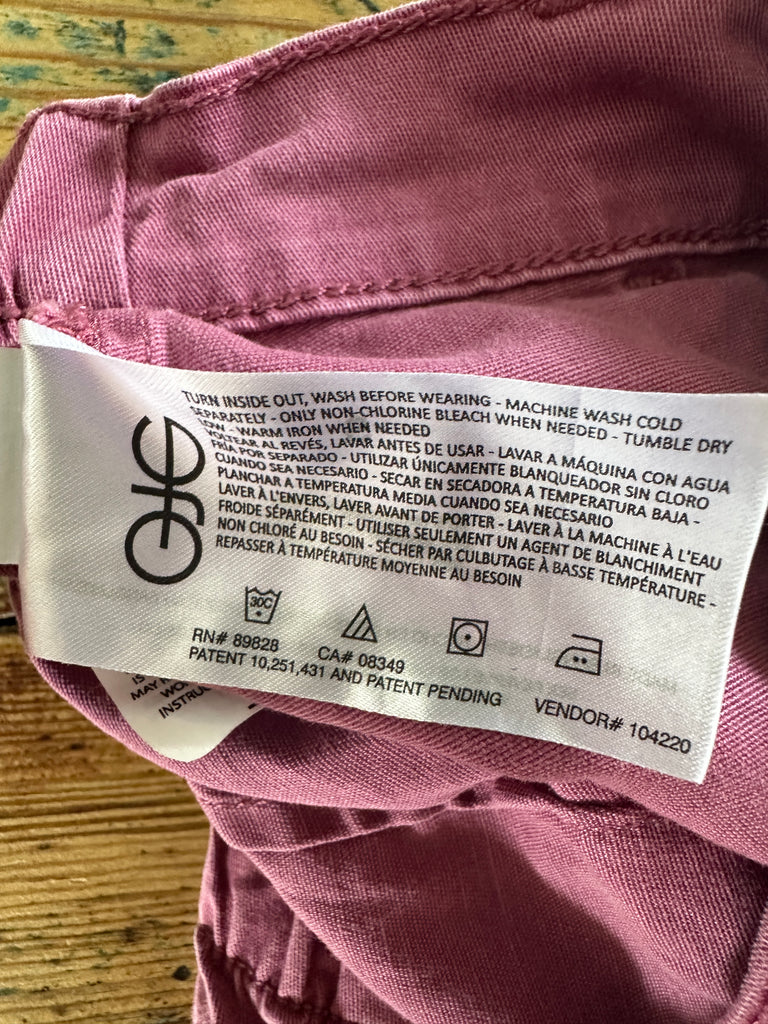 TURN INSIDE OUT, WASH BEFORE WEARING - MACHINE WASH COLD
SEPARATELY - ONLY NON-CHLORINE BLEACH WHEN NEEDED - TUMBLE DRY
LOW - WARM IRON WHEN NEEDED
VOLTEAR AL REVÉS, LAVAR ANTES DE USAR - LAVAR A MÁQUINA CON AGUA
FRÍA POR SEPARADO - UTILIZAR ÚNICAMENTE BLANQUEADOR SIN CLORO
CUANDO SEA NECESARIO - SECAR EN SECADORA A TEMPERATURA BAJA -
PLANCHAR A TEMPERATURA MEDIA CUANDO SEA NECESARIO
LAVER À L'ENVERS, LAVER AVANT DE PORTER - LAVER À LA MACHINE À L'EAU
FROIDE SÉPARÉMENT - UTILISER SEULEMENT UN AGENT DE BLANCHIMENT
NON CHLORÉ AU BESOIN - SÉCHER PAR CULBUTAGE À BASSE TEMPÉRATURE -
REPASSER À TEMPÉRATURE MOYENNE AU BESOIN
30C
RN# 89828 CA# 08349
PATENT 10,251,431 AND PATENT PENDING VENDOR# 104220
IS
MAY
WO
INSTRU